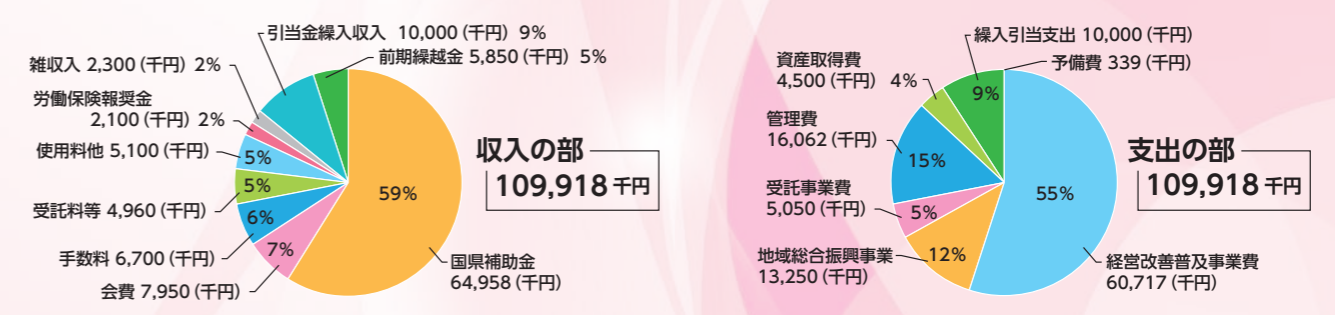 引当金繰入収入 10,000(千円) 9%
前期繰越金 5,850(千円) 5%
雑収入 2,300(千円) 2%
労働保険報奨金
2,100(千円) 2%
使用料他 5,100(千円)
5%
受託料等 4,960(千円)
5%
手数料 6,700(千円)
6%
会費 7,950(千円)
7%
59%
国県補助金
64,958(千円)
収入の部
109,918 千円
繰入引当支出 10,000(千円)
9%
予備費 339(千円)
資産取得費
4,500(千円) 4%
管理費
16,062(千円)
15%
受託事業費
5,050(千円)
5%
地域総合振興事業
13,250(千円)
12%
55%
経営改善普及事業費
60,717(千円)
支出の部
109,918 千円